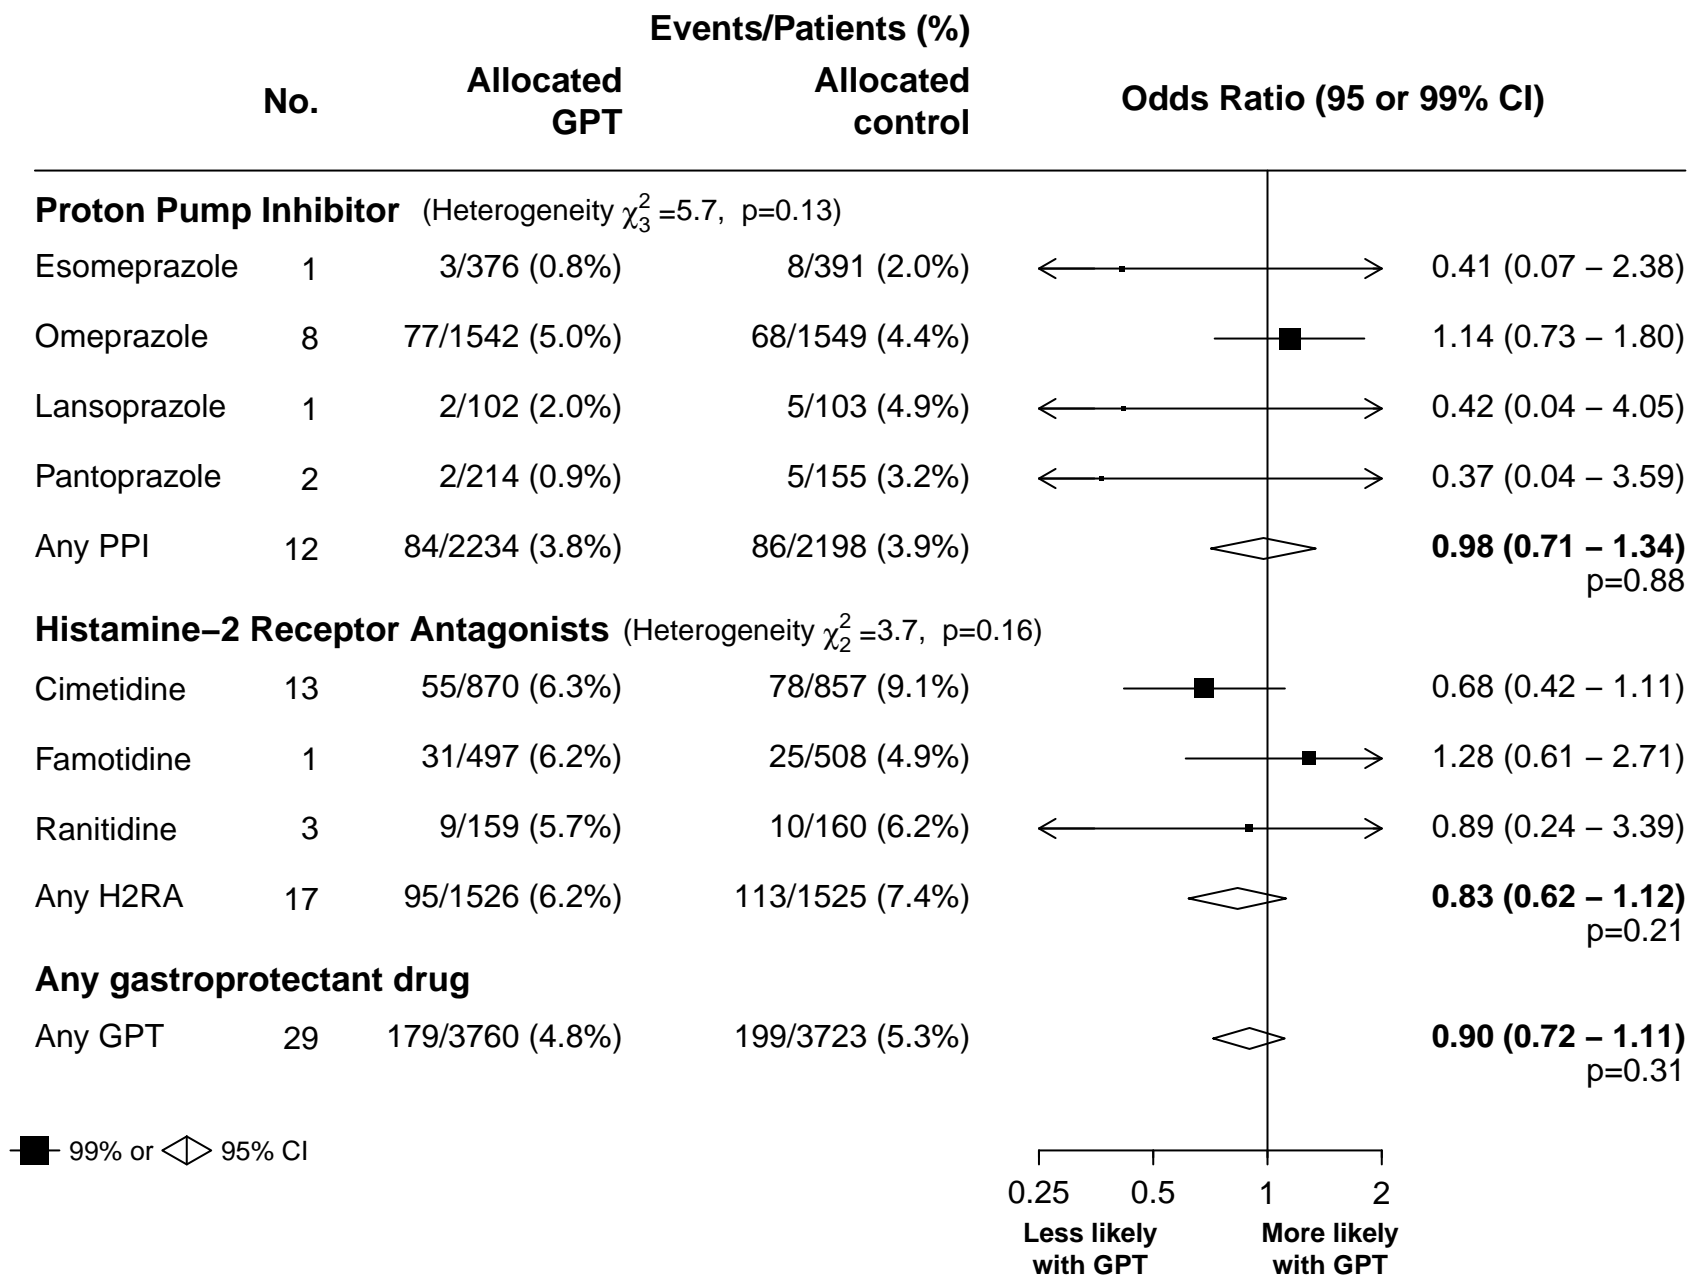 Events/Patients (%)
No. Allocated GPT Allocated control Odds Ratio (95 or 99% CI)
Proton Pump Inhibitor (Heterogeneity χ²₃ =5.7, p=0.13)
Esomeprazole 1 3/376 (0.8%) 8/391 (2.0%) 0.41 (0.07 – 2.38)
Omeprazole 8 77/1542 (5.0%) 68/1549 (4.4%) 1.14 (0.73 – 1.80)
Lansoprazole 1 2/102 (2.0%) 5/103 (4.9%) 0.42 (0.04 – 4.05)
Pantoprazole 2 2/214 (0.9%) 5/155 (3.2%) 0.37 (0.04 – 3.59)
Any PPI 12 84/2234 (3.8%) 86/2198 (3.9%) 0.98 (0.71 – 1.34)
p=0.88
Histamine–2 Receptor Antagonists (Heterogeneity χ²₂ =3.7, p=0.16)
Cimetidine 13 55/870 (6.3%) 78/857 (9.1%) 0.68 (0.42 – 1.11)
Famotidine 1 31/497 (6.2%) 25/508 (4.9%) 1.28 (0.61 – 2.71)
Ranitidine 3 9/159 (5.7%) 10/160 (6.2%) 0.89 (0.24 – 3.39)
Any H2RA 17 95/1526 (6.2%) 113/1525 (7.4%) 0.83 (0.62 – 1.12)
p=0.21
Any gastroprotectant drug
Any GPT 29 179/3760 (4.8%) 199/3723 (5.3%) 0.90 (0.72 – 1.11)
p=0.31
99% or 95% CI
0.25 0.5 1 2
Less likely with GPT More likely with GPT